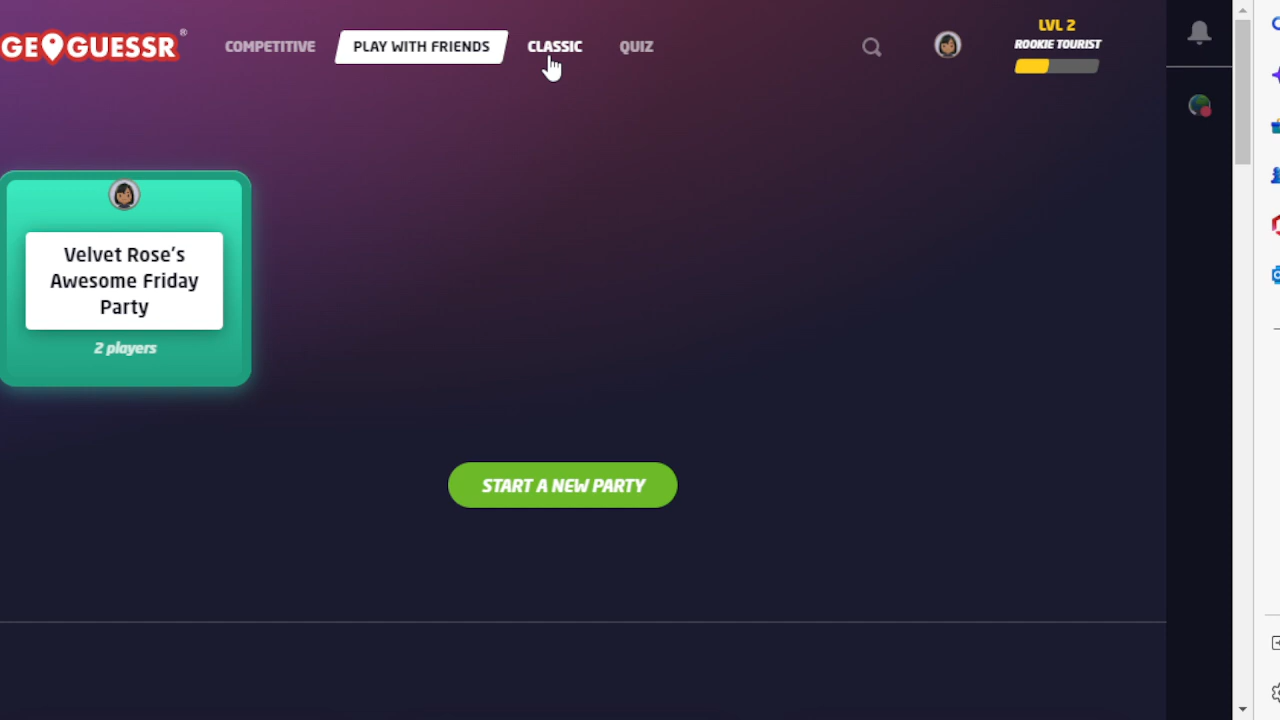 GEOGUESSR®
COMPETITIVE
PLAY WITH FRIENDS
CLASSIC
QUIZ
LVL 2
ROOKIE TOURIST
Velvet Rose's
Awesome Friday
Party
2 players
START A NEW PARTY